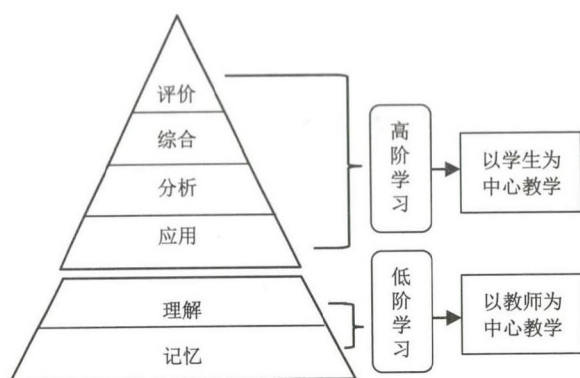 评价
综合
分析
应用
理解
记忆
高
阶
学
习
低
阶
学
习
以学生为
中心教学
以教师为
中心教学